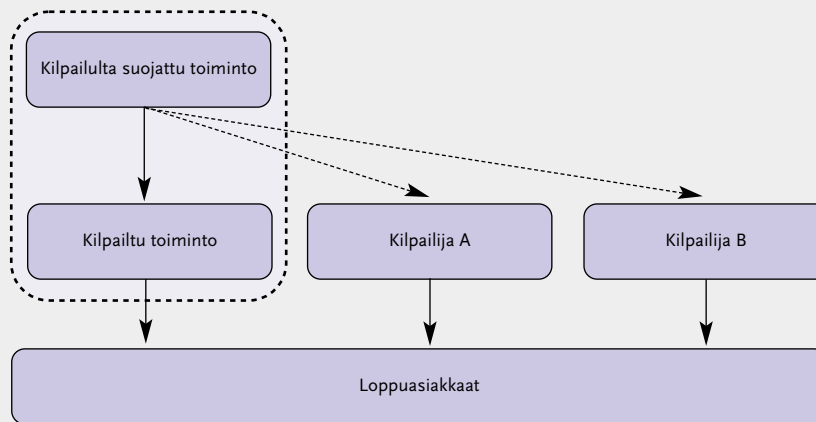 Kilpailulta suojattu toiminto
Kilpailtu toiminto
Kilpailija A
Kilpailija B
Loppuasiakkaat